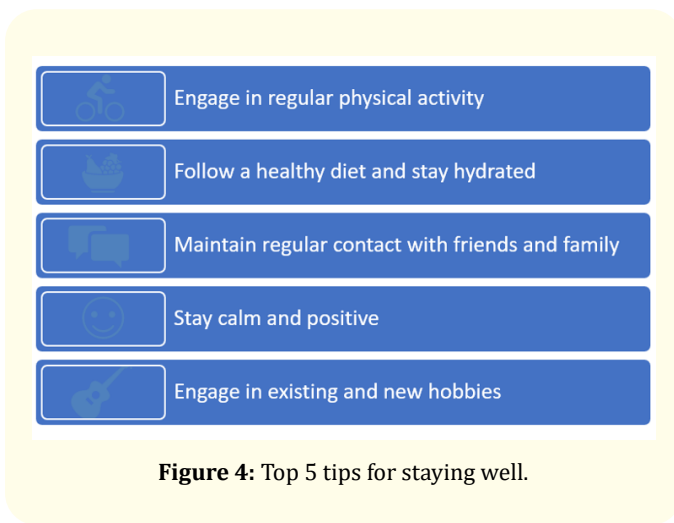 Engage in regular physical activity
Follow a healthy diet and stay hydrated
Maintain regular contact with friends and family
Stay calm and positive
Engage in existing and new hobbies
Figure 4: Top 5 tips for staying well.